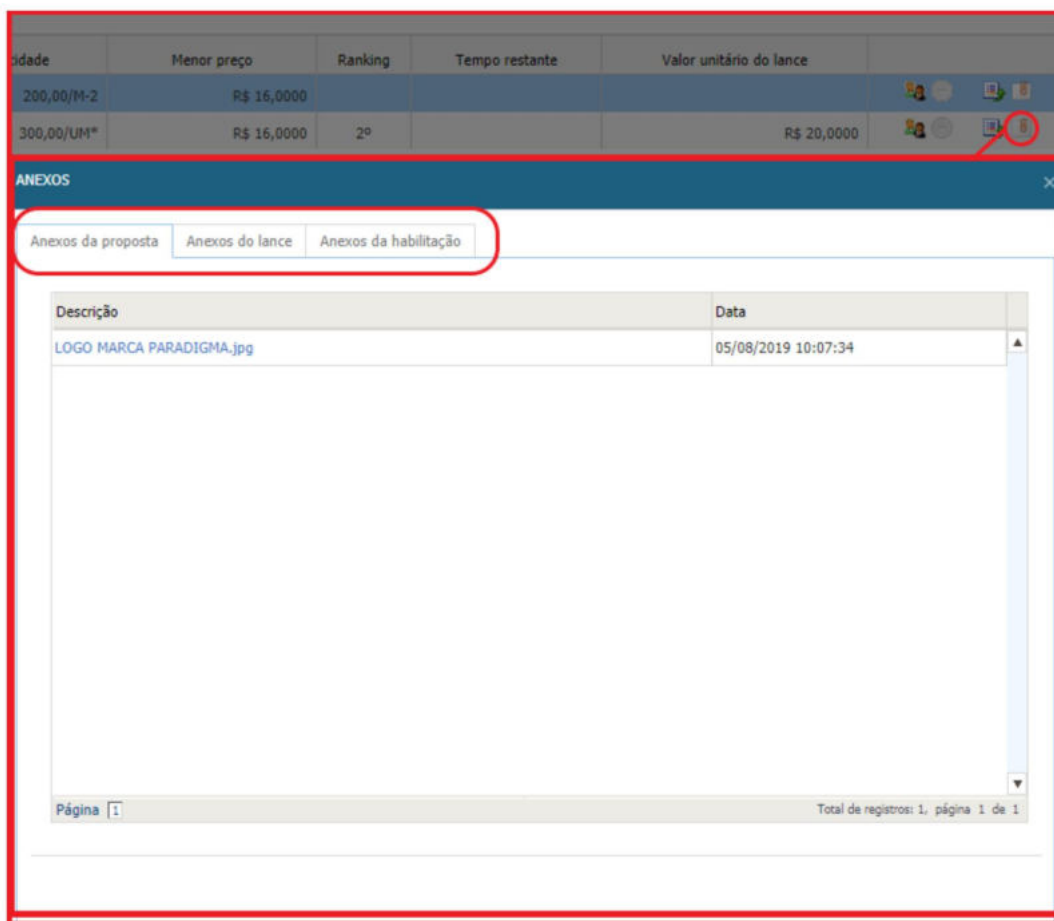 idade Menor preço Ranking Tempo restante Valor unitário do lance
200,00/M-2 R$ 16,0000
300,00/UM* R$ 16,0000 2º R$ 20,0000
ANEXOS
Anexos da proposta Anexos do lance Anexos da habilitação
Descrição Data
LOGO MARCA PARADIGMA.jpg 05/08/2019 10:07:34
Página 1 Total de registros: 1, página 1 de 1